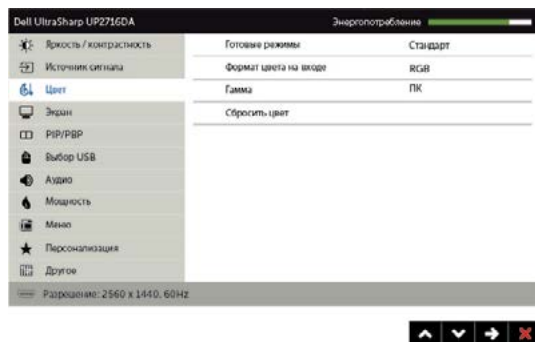 Dell UltraSharp UP2716DA
Энергопотребление
Яркость / контрастность
Источник сигнала
Цвет
Экран
PIP/PBP
Выбор USB
Аудио
Мощность
Меню
Персонализация
Другое
Готовые режимы Стандарт
Формат цвета на входе RGB
Гамма ПК
Сбросить цвет
Разрешение: 2560 x 1440, 60Hz